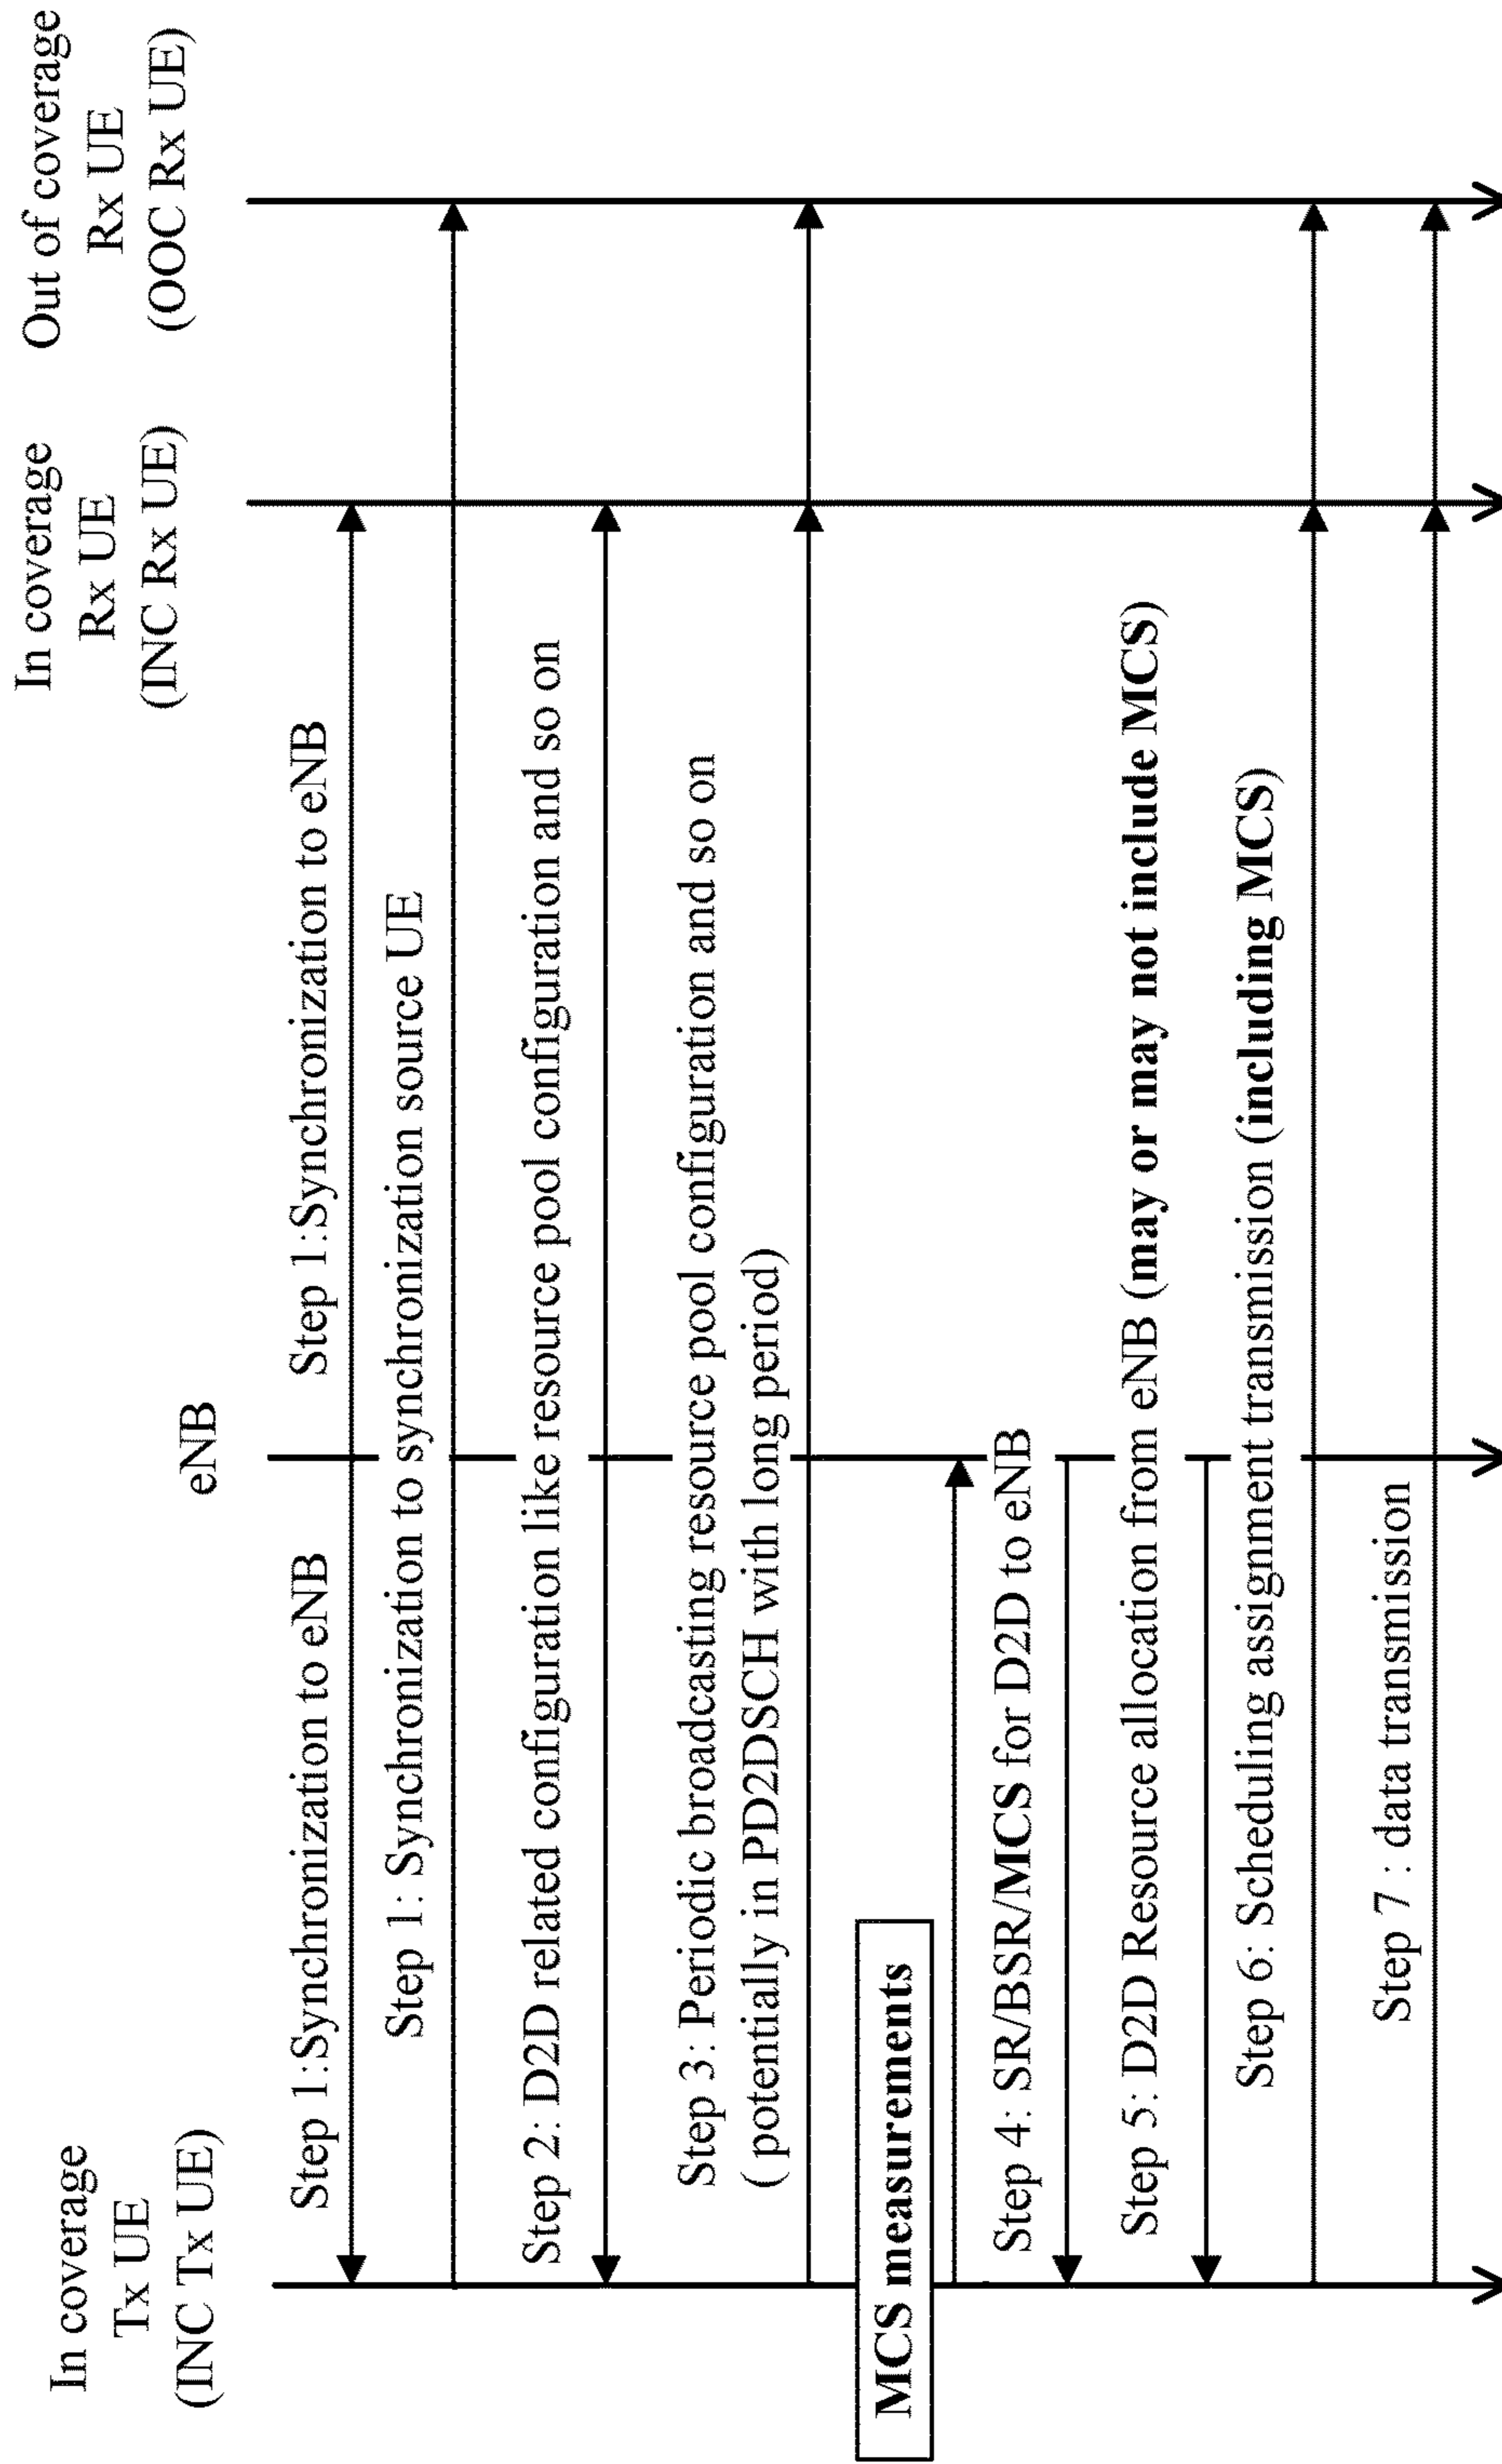 In coverage
Tx UE
(INC Tx UE)
eNB
In coverage
Rx UE
(INC Rx UE)
Out of coverage
Rx UE
(OOC Rx UE)
Step 1:Synchronization to eNB
Step 1:Synchronization to eNB
Step 1: Synchronization to synchronization source UE
Step 2: D2D related configuration like resource pool configuration and so on
Step 3: Periodic broadcasting resource pool configuration and so on
( potentially in PD2DSCH with long period)
MCS measurements
Step 4: SR/BSR/MCS for D2D to eNB
Step 5: D2D Resource allocation from eNB (may or may not include MCS)
Step 6: Scheduling assignment transmission (including MCS)
Step 7 : data transmission